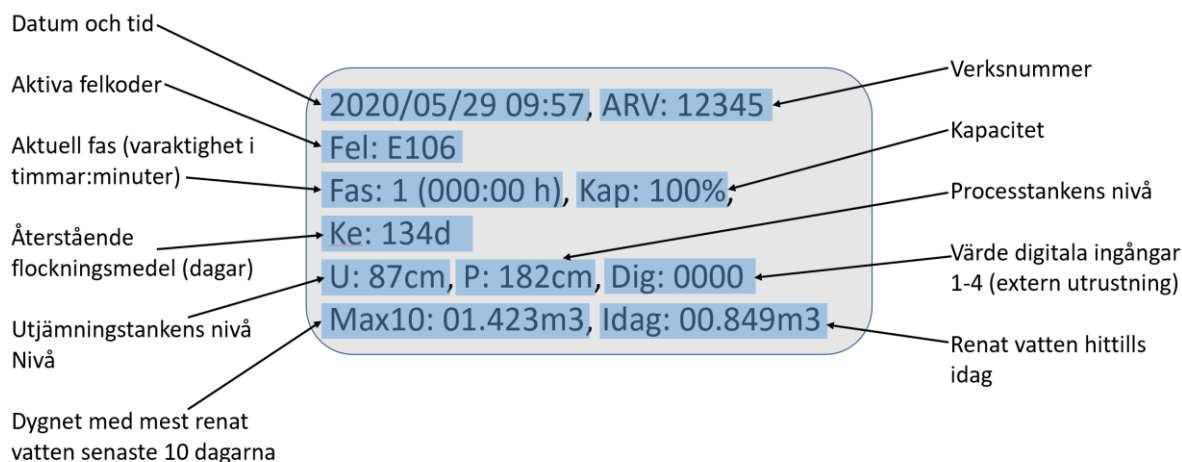 Datum och tid
Aktiva felkoder
Aktuell fas (varaktighet i
timmar:minuter)
Återstående
flockningsmedel (dagar)
Utjämningstankens nivå
Nivå
Dygnet med mest renat
vatten senaste 10 dagarna
2020/05/29 09:57, ARV: 12345
Fel: E106
Fas: 1 (000:00 h), Kap: 100%,
Ke: 134d
U: 87cm, P: 182cm, Dig: 0000
Max10: 01.423m3, Idag: 00.849m3
Verksnummer
Kapacitet
Processtankens nivå
Värde digitala ingångar
1-4 (extern utrustning)
Renat vatten hittills
idag